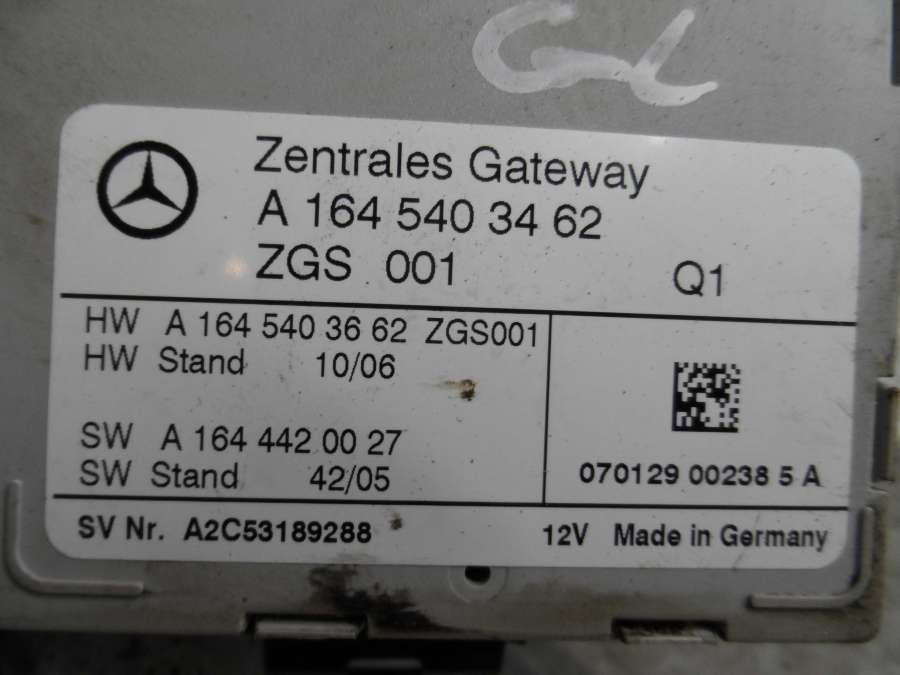 GL
Zentrales Gateway
A 164 540 34 62
ZGS 001 Q1
HW A 164 540 36 62 ZGS001
HW Stand 10/06
SW A 164 442 00 27
SW Stand 42/05
070129 00238 5 A
SV Nr. A2C53189288 12V Made in Germany